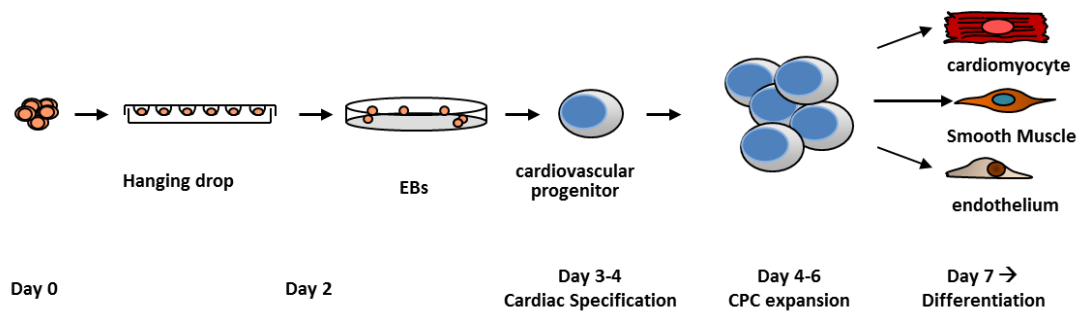 cardiomyocyte
Smooth Muscle
endothelium
Hanging drop
EBs
cardiovascular
progenitor
Day 0
Day 2
Day 3-4
Cardiac Specification
Day 4-6
CPC expansion
Day 7 →
Differentiation